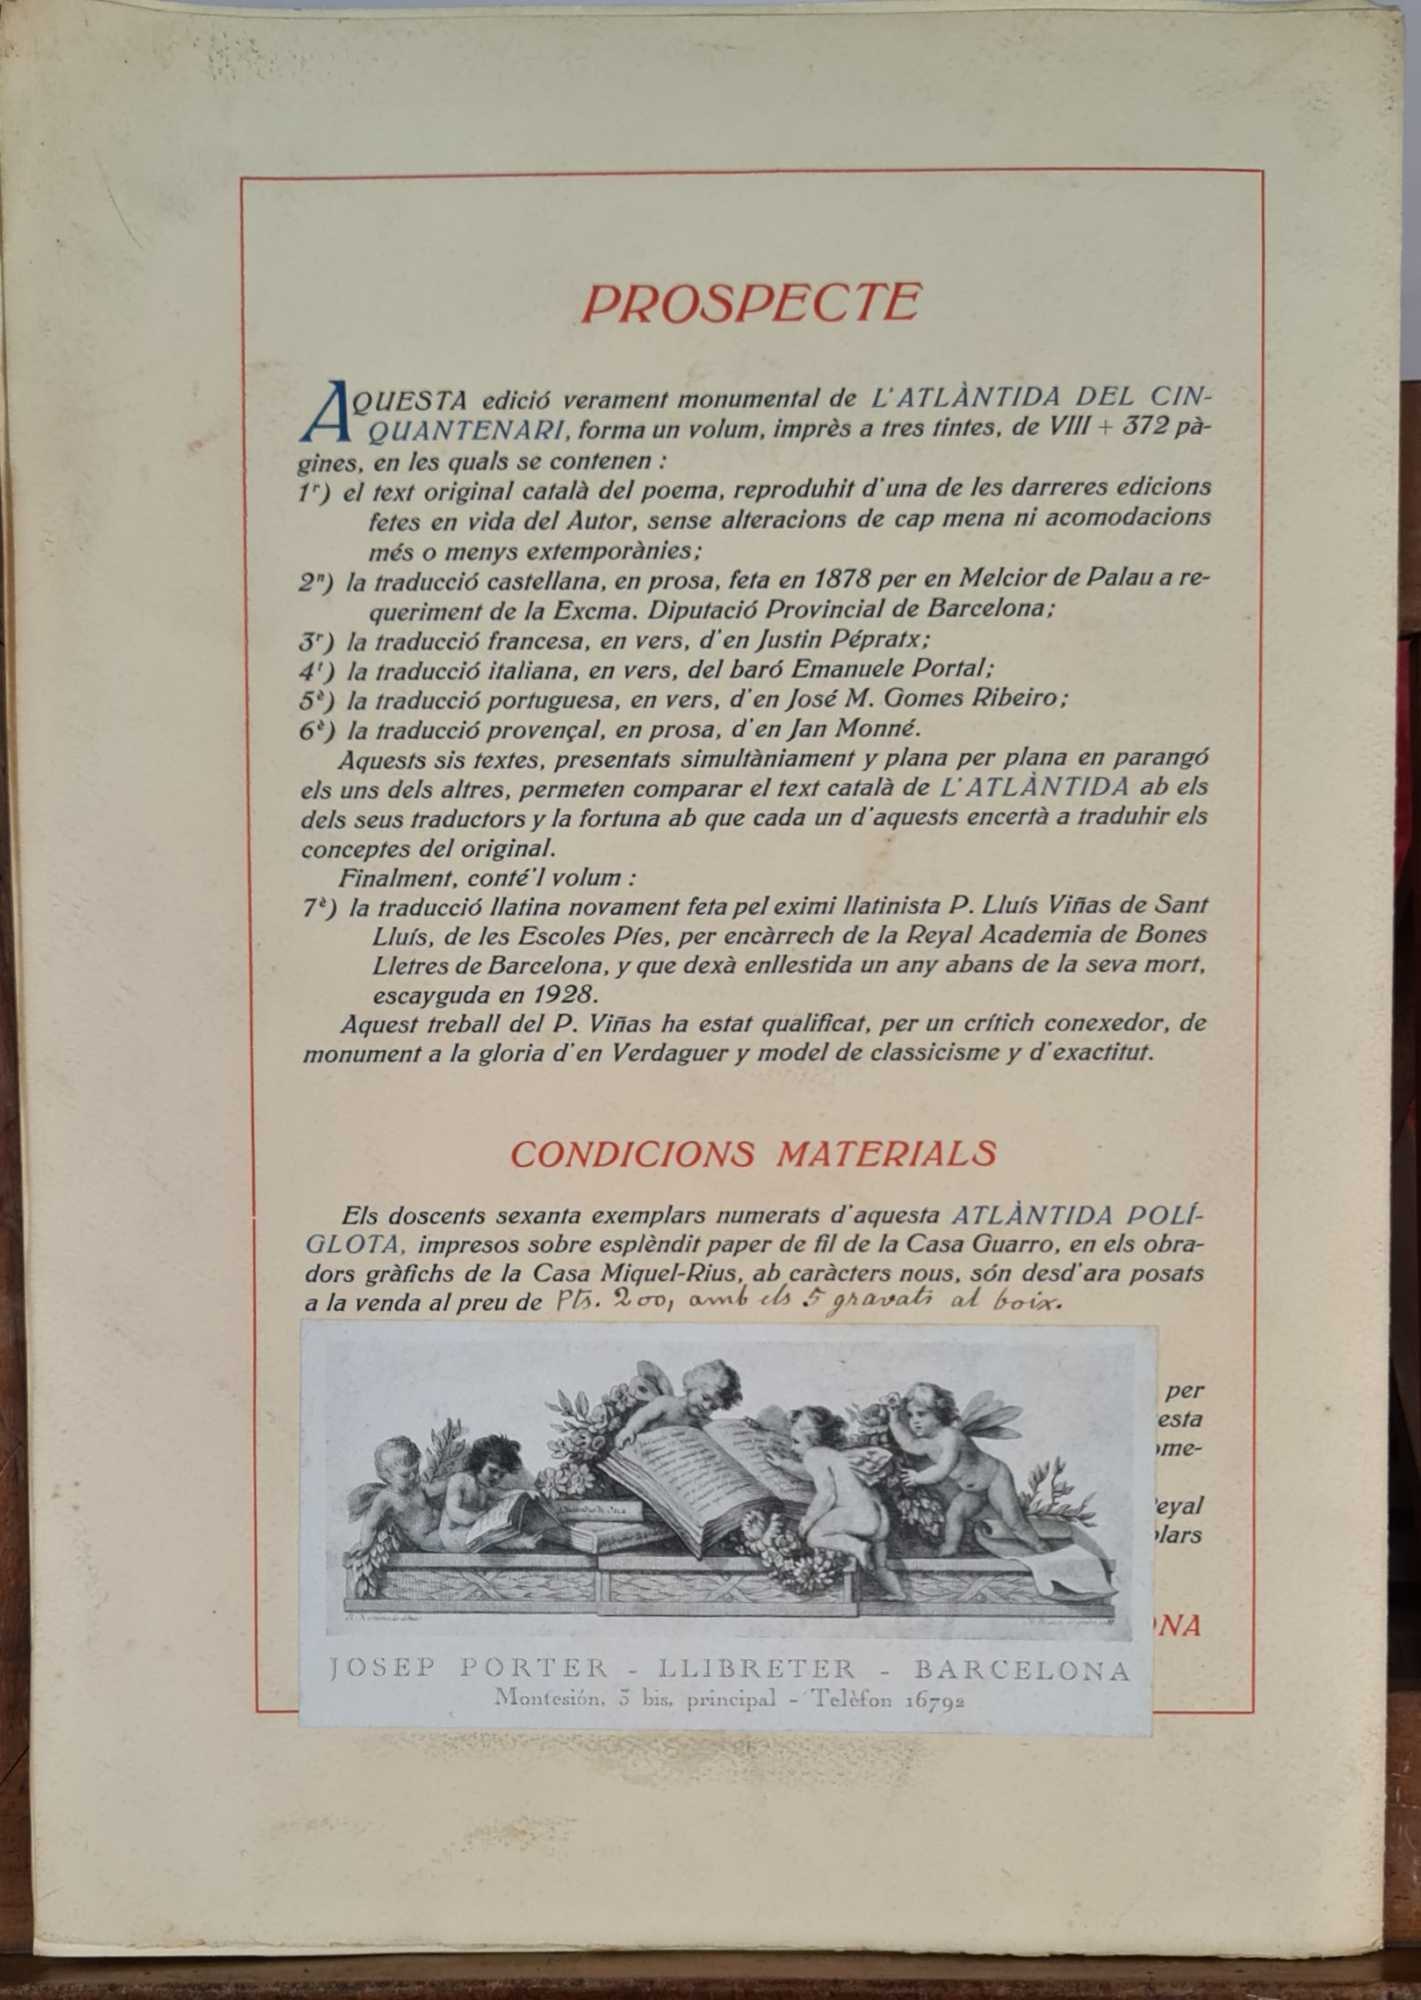 PROSPECTE
AQUESTA edició verament monumental de L'ATLÀNTIDA DEL CIN-
QUANTENARI, forma un volum, imprès a tres tintes, de VIII + 372 pà-
gines, en les quals se contenen :
1r) el text original català del poema, reproduhit d'una de les darreres edicions
fetes en vida del Autor, sense alteracions de cap mena ni acomodacions
més o menys extemporànies;
2n) la traducció castellana, en prosa, feta en 1878 per en Melcior de Palau a re-
queriment de la Excma. Diputació Provincial de Barcelona;
3r) la traducció francesa, en vers, d'en Justin Pépratx;
4t) la traducció italiana, en vers, del baró Emanuele Portal;
5è) la traducció portuguesa, en vers, d'en José M. Gomes Ribeiro;
6è) la traducció provençal, en prosa, d'en Jan Monné.
Aquests sis textes, presentats simultàniament y plana per plana en parangó
els uns dels altres, permeten comparar el text català de L'ATLÀNTIDA ab els
dels seus traductors y la fortuna ab que cada un d'aquests encertà a traduhir els
conceptes del original.
Finalment, conté'l volum :
7è) la traducció llatina novament feta pel eximi llatinista P. Lluís Viñas de Sant
Lluís, de les Escoles Píes, per encàrrech de la Reyal Academia de Bones
Lletres de Barcelona, y que dexà enllestida un any abans de la seva mort,
escayguda en 1928.
Aquest treball del P. Viñas ha estat qualificat, per un crítich conexedor, de
monument a la gloria d'en Verdaguer y model de classicisme y d'exactitut.
CONDICIONS MATERIALS
Els doscents sexanta exemplars numerats d'aquesta ATLÀNTIDA POLÍ-
GLOTA, impresos sobre esplèndit paper de fil de la Casa Guarro, en els obra-
dors gràfichs de la Casa Miquel-Rius, ab caràcters nous, són desd'ara posats
a la venda al preu de Pts. 200, amb els 5 gravats al boix.
per
esta
ome-
eyal
plars
ONA
JOSEP PORTER - LLIBRETER - BARCELONA
Montesión, 3 bis, principal - Telèfon 16792